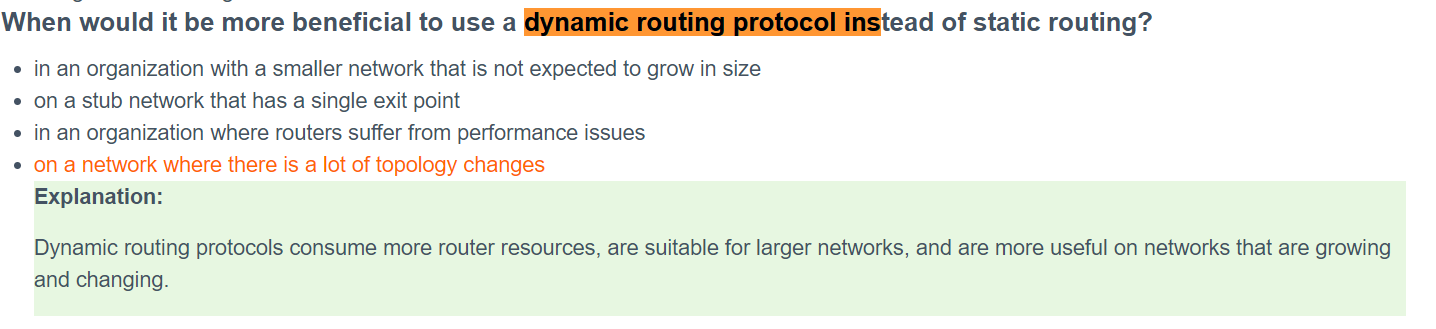 When would it be more beneficial to use a dynamic routing protocol instead of static routing?
in an organization with a smaller network that is not expected to grow in size
on a stub network that has a single exit point
in an organization where routers suffer from performance issues
on a network where there is a lot of topology changes
Explanation:
Dynamic routing protocols consume more router resources, are suitable for larger networks, and are more useful on networks that are growing
and changing.